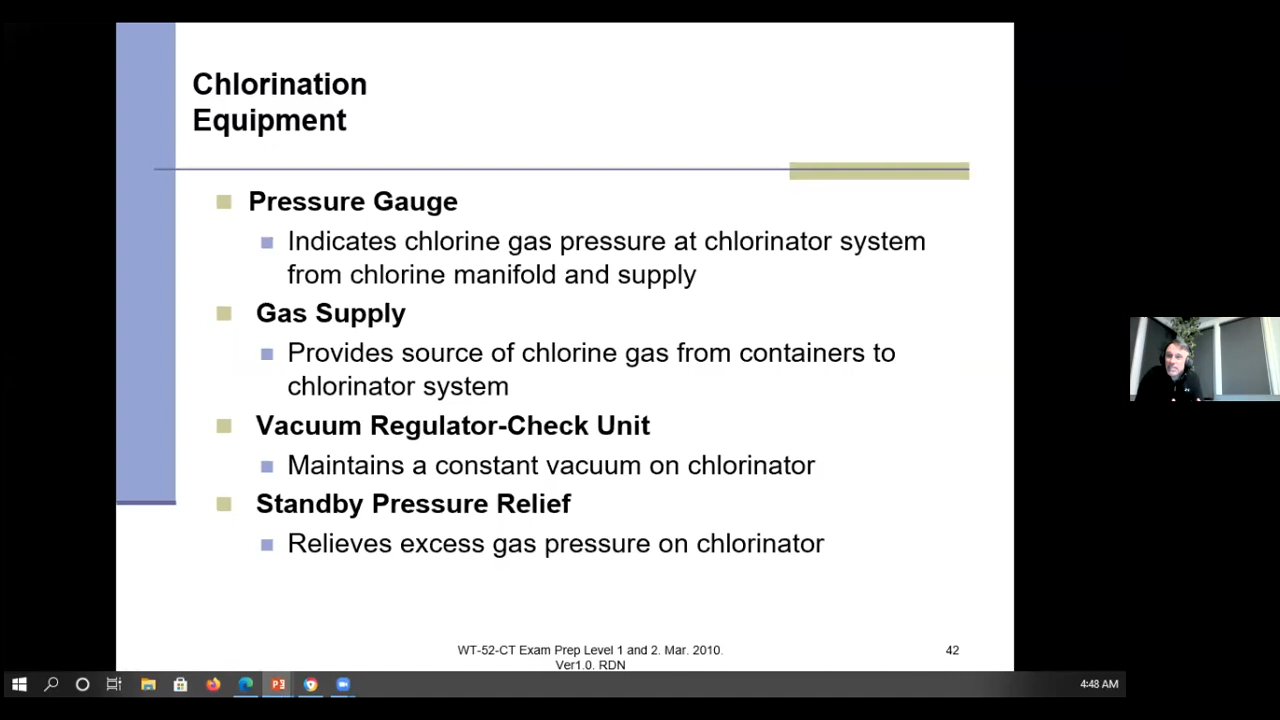 Chlorination
Equipment
Pressure Gauge
Indicates chlorine gas pressure at chlorinator system
from chlorine manifold and supply
Gas Supply
Provides source of chlorine gas from containers to
chlorinator system
Vacuum Regulator-Check Unit
Maintains a constant vacuum on chlorinator
Standby Pressure Relief
Relieves excess gas pressure on chlorinator
WT-52-CT Exam Prep Level 1 and 2. Mar. 2010.
Ver1.0. RDN
42
4:48 AM